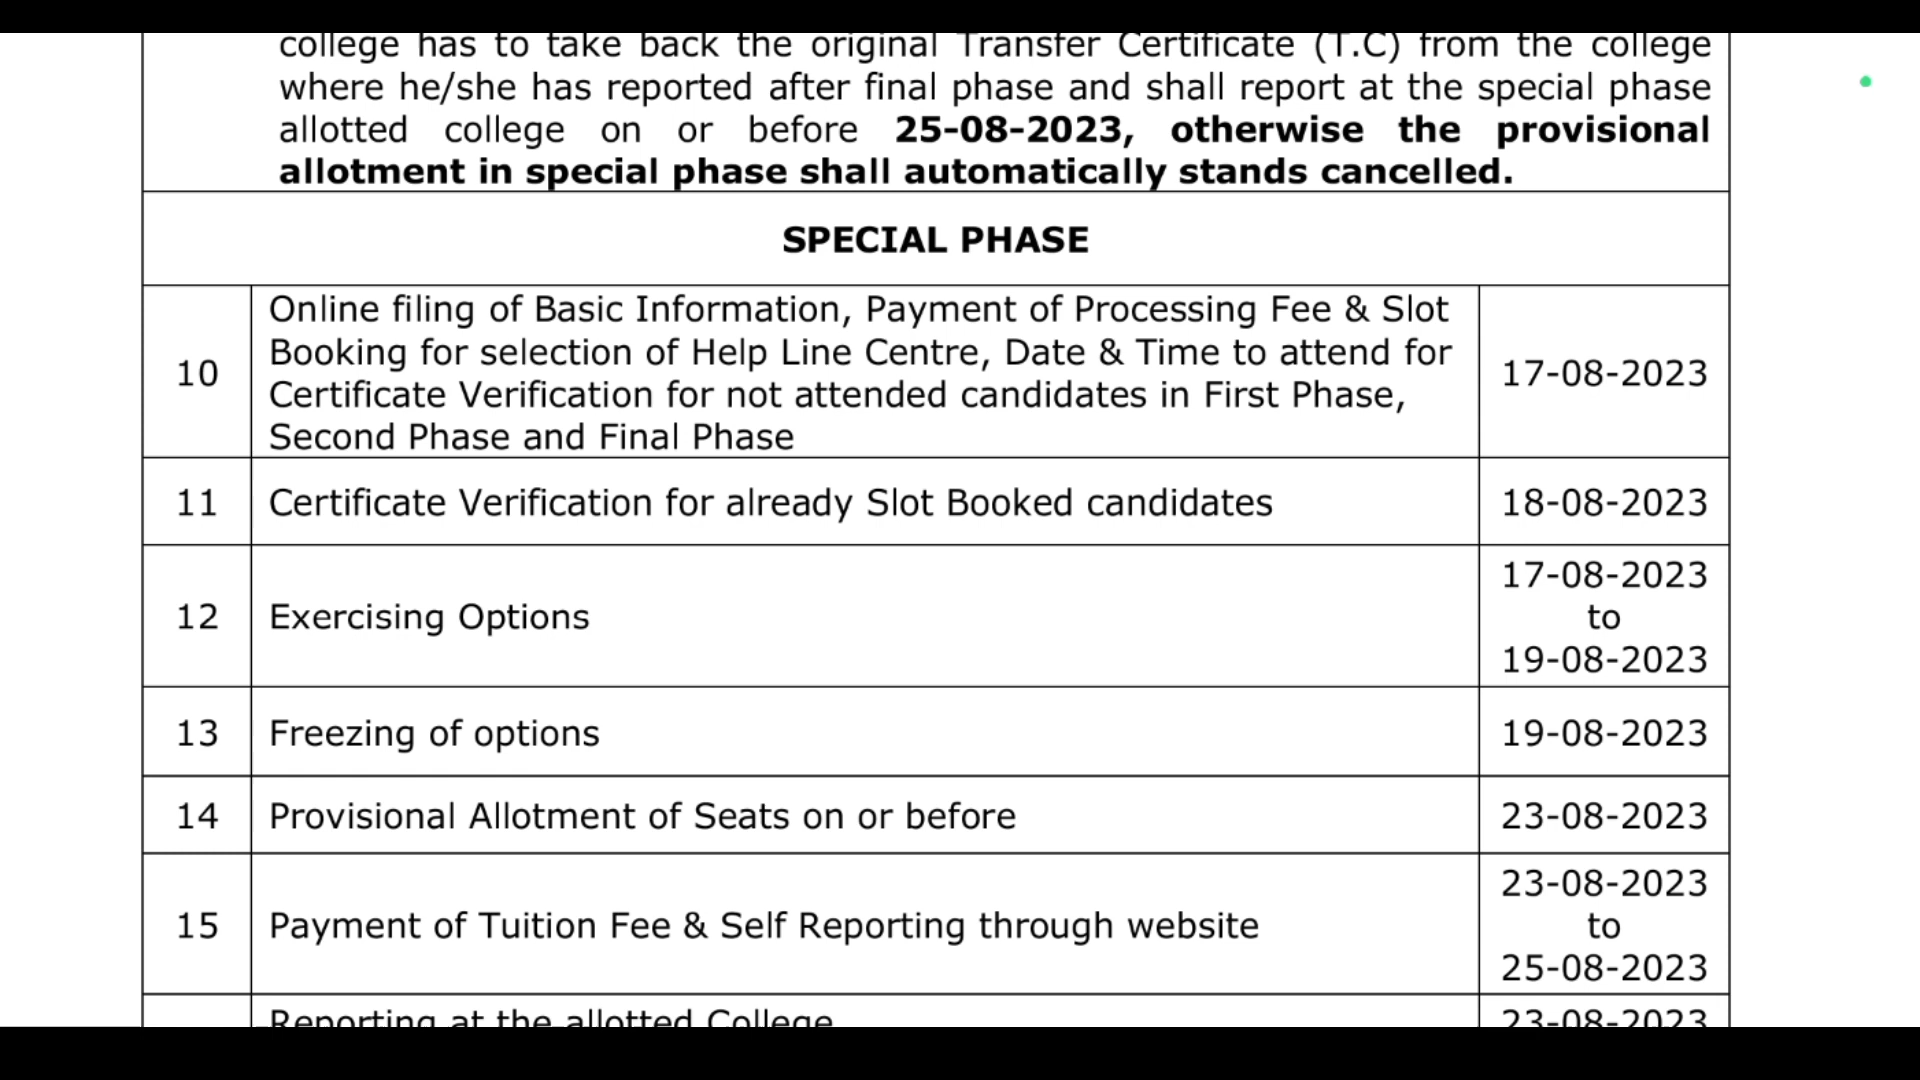 college has to take back the original Transfer Certificate (T.C) from the college
where he/she has reported after final phase and shall report at the special phase
allotted college on or before 25-08-2023, otherwise the provisional
allotment in special phase shall automatically stands cancelled.
SPECIAL PHASE
10
Online filing of Basic Information, Payment of Processing Fee & Slot
Booking for selection of Help Line Centre, Date & Time to attend for
Certificate Verification for not attended candidates in First Phase,
Second Phase and Final Phase
17-08-2023
11
Certificate Verification for already Slot Booked candidates
18-08-2023
12
Exercising Options
17-08-2023
to
19-08-2023
13
Freezing of options
19-08-2023
14
Provisional Allotment of Seats on or before
23-08-2023
15
Payment of Tuition Fee & Self Reporting through website
23-08-2023
to
25-08-2023
Reporting at the allotted College
23-08-2023